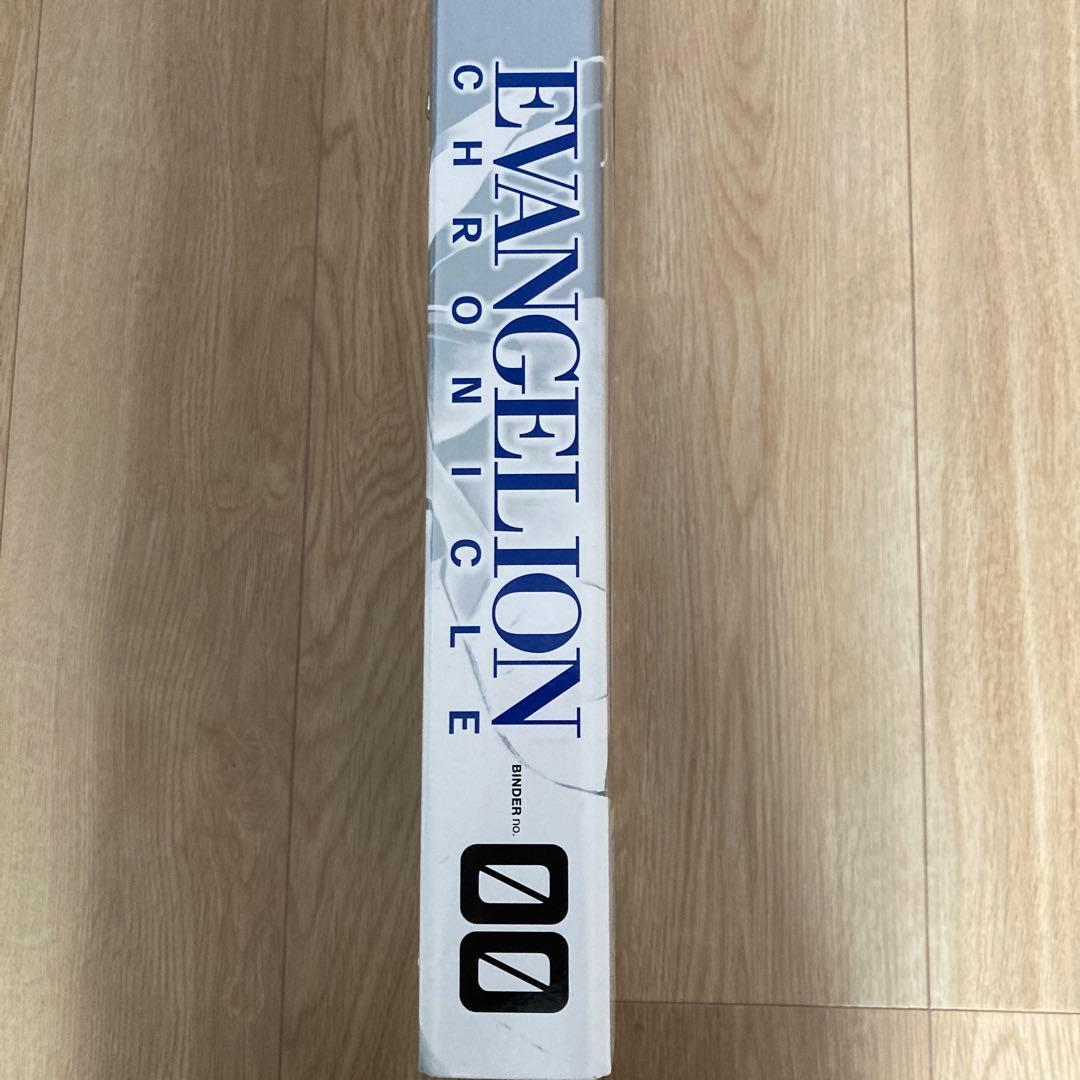 EVANGELION
CHRONICLE
BINDER no.
00